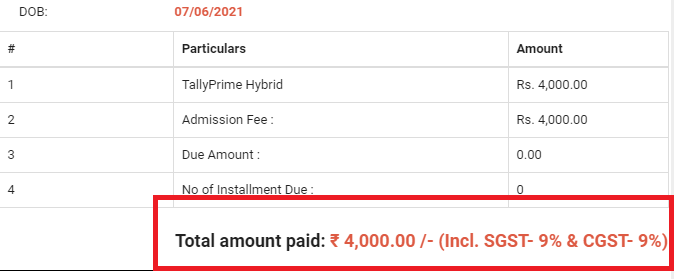 DOB: 07/06/2021
# Particulars Amount
1 TallyPrime Hybrid Rs. 4,000.00
2 Admission Fee : Rs. 4,000.00
3 Due Amount : 0.00
4 No of Installment Due : 0
Total amount paid: ₹ 4,000.00 /- (Incl. SGST- 9% & CGST- 9%)